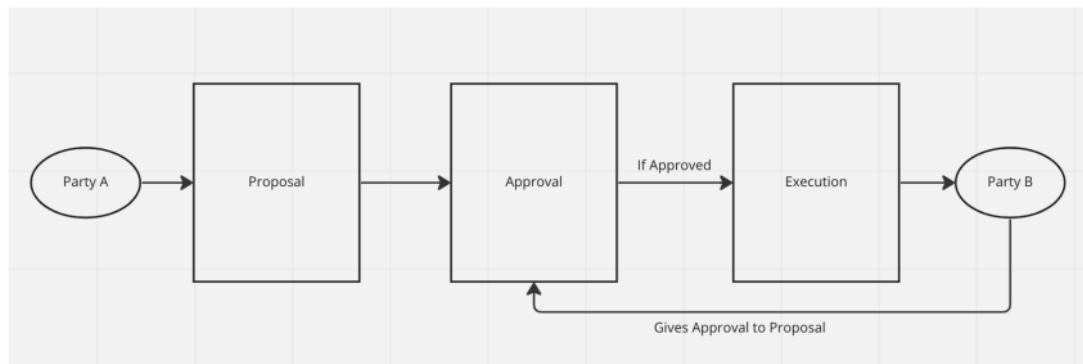 Party A
Proposal
Approval
If Approved
Execution
Party B
Gives Approval to Proposal